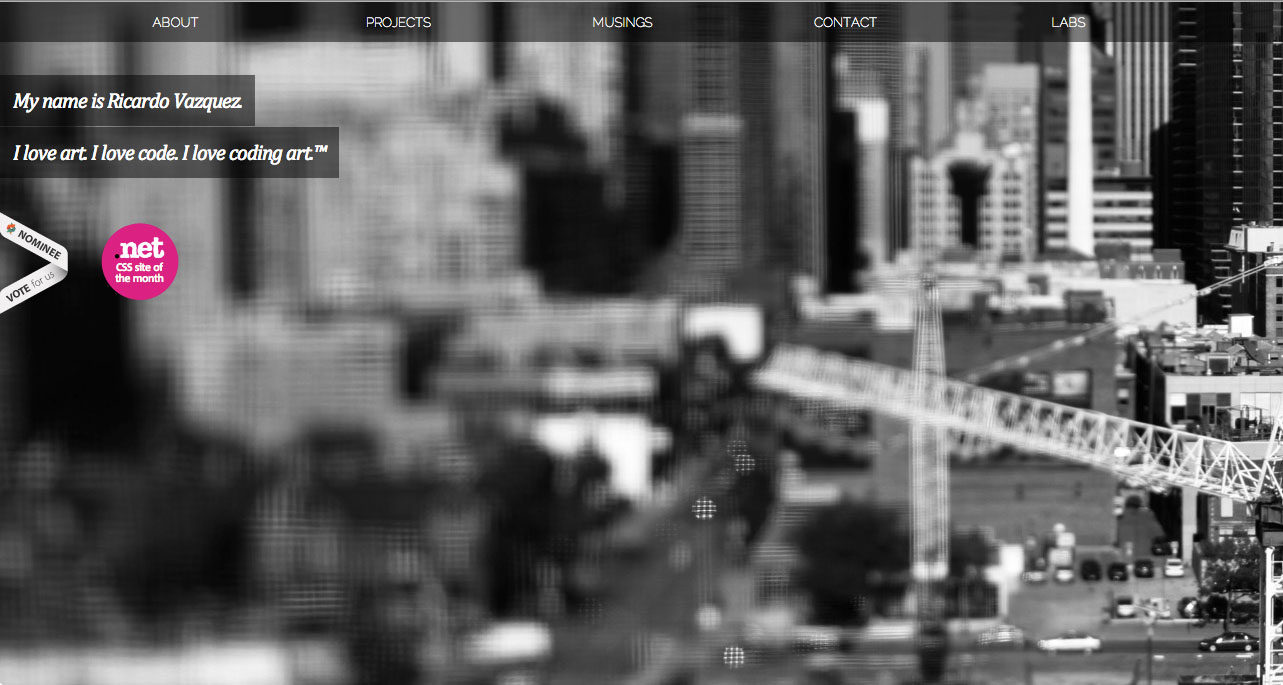 ABOUT PROJECTS MUSINGS CONTACT LABS
My name is Ricardo Vazquez.
I love art. I love code. I love coding art.™
NOMINEE
VOTE for us
.net
CSS site of
the month